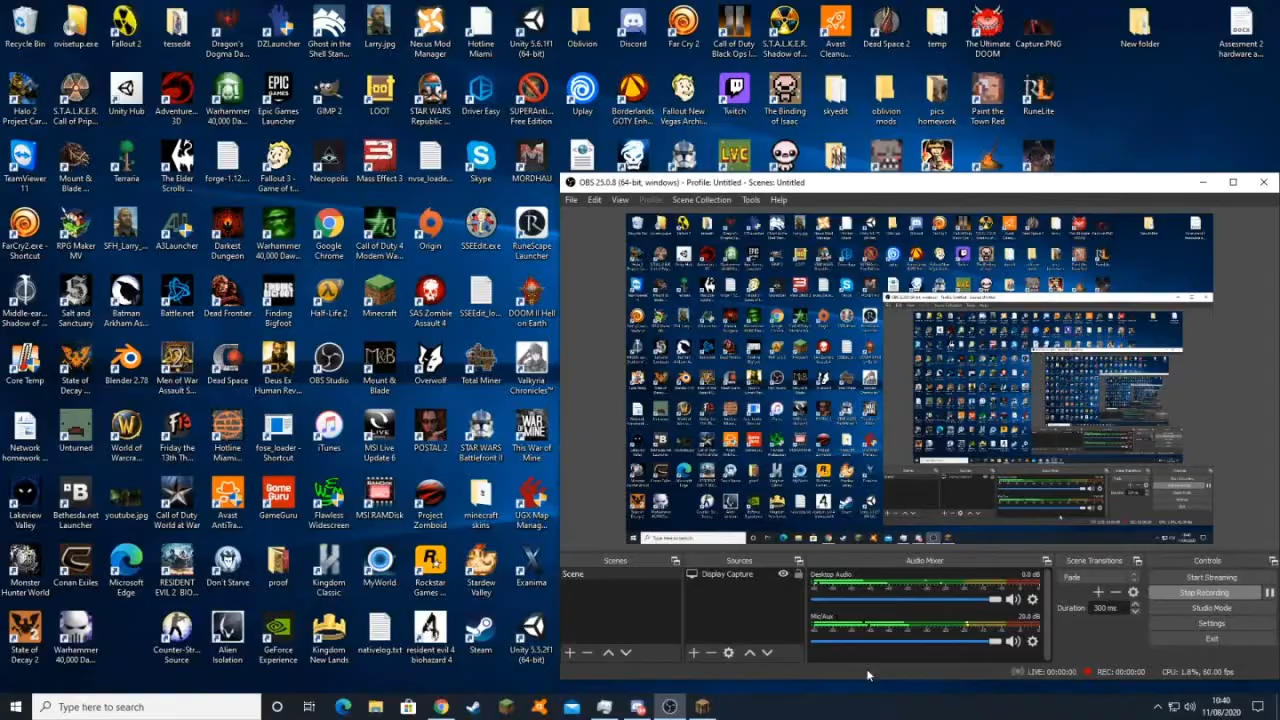 Recycle Bin
ovisetup.exe
Fallout 2
tessedit
Dragon's Dogma Da...
DZLauncher
Ghost in the Shell Stan...
Larry.jpg
Nexus Mod Manager
Hotline Miami
Unity 5.6.1f1 (64-bit)
Oblivion
Discord
Far Cry 2
Call of Duty Black Ops I...
S.T.A.L.K.E.R. Shadow of...
Avast Cleanu...
Dead Space 2
temp
The Ultimate DOOM
Capture.PNG
New folder
Assesment 2 hardware a...
Halo 2 Project Car...
S.T.A.L.K.E.R. Call of Prip...
Unity Hub
Adventure... 3D
Warhammer 40,000 Daw...
Epic Games Launcher
GIMP 2
LOOT
STAR WARS Republic ...
Driver Easy
SUPERAnti... Free Edition
Uplay
Borderlands GOTY Enh...
Fallout New Vegas Archi...
Twitch
The Binding of Isaac
skyedit
oblivion mods
pics homework
Paint the Town Red
RuneLite
TeamViewer 11
Mount & Blade ...
Terraria
The Elder Scrolls ...
forge-1.12...
Fallout 3 - Game of t...
Necropolis
Mass Effect 3
nvse_loade...
Skype
MORDHAU
LVC
FarCry2.exe - Shortcut
RPG Maker MV
SFH_Larry_...
A3Launcher
Darkest Dungeon
Warhammer 40,000 Daw...
Google Chrome
Call of Duty 4 Modern Wa...
Origin
SSEEdit.exe
RuneScape Launcher
Middle-ear... Shadow of ...
Salt and Sanctuary
Batman Arkham As...
Battle.net
Dead Frontier
Finding Bigfoot
Half-Life 2
Minecraft
SAS Zombie Assault 4
SSEEdit_lo...
DOOM II Hell on Earth
Core Temp
State of Decay ...
Blender 2.78
Men of War Assault S...
Dead Space
Deus Ex Human Rev...
OBS Studio
Mount & Blade
Overwolf
Total Miner
Valkyria Chronicles™
Network homework ...
Unturned
World of Warcra...
Friday the 13th Th...
Hotline Miami...
fose_loader - Shortcut
iTunes
MSI Live Update 6
POSTAL 2
STAR WARS Battlefront II
This War of Mine
Lakeview Valley
Bethesda.net Launcher
youtube.jpg
Call of Duty World at War
Avast AntiTra...
GameGuru
Flawless Widescreen
MSI RAMDisk
Project Zomboid
minecraft skins
UGX Map Manag...
Monster Hunter World
Conan Exiles
Microsoft Edge
RESIDENT EVIL 2 BIO...
Don't Starve
proof
Kingdom Classic
MyWorld
Rockstar Games ...
Stardew Valley
Exanima
State of Decay 2
Warhammer 40,000 Da...
Counter-Str... Source
Alien Isolation
GeForce Experience
Kingdom New Lands
nativelog.txt
resident evil 4 biohazard 4
Steam
Unity 5.5.2f1 (64-bit)
OBS 25.0.8 (64-bit, windows) - Profile: Untitled - Scenes: Untitled
File Edit View Profile Scene Collection Tools Help
Scenes
Scene
Sources
Display Capture
Audio Mixer
Desktop Audio 0.0 dB
Mic/Aux 20.0 dB
Scene Transitions
Fade
Duration 300 ms
Controls
Start Streaming
Stop Recording
Studio Mode
Settings
Exit
LIVE: 00:00:00 REC: 00:00:00 CPU: 1.8%, 60.00 fps
Type here to search
10:40
11/08/2020